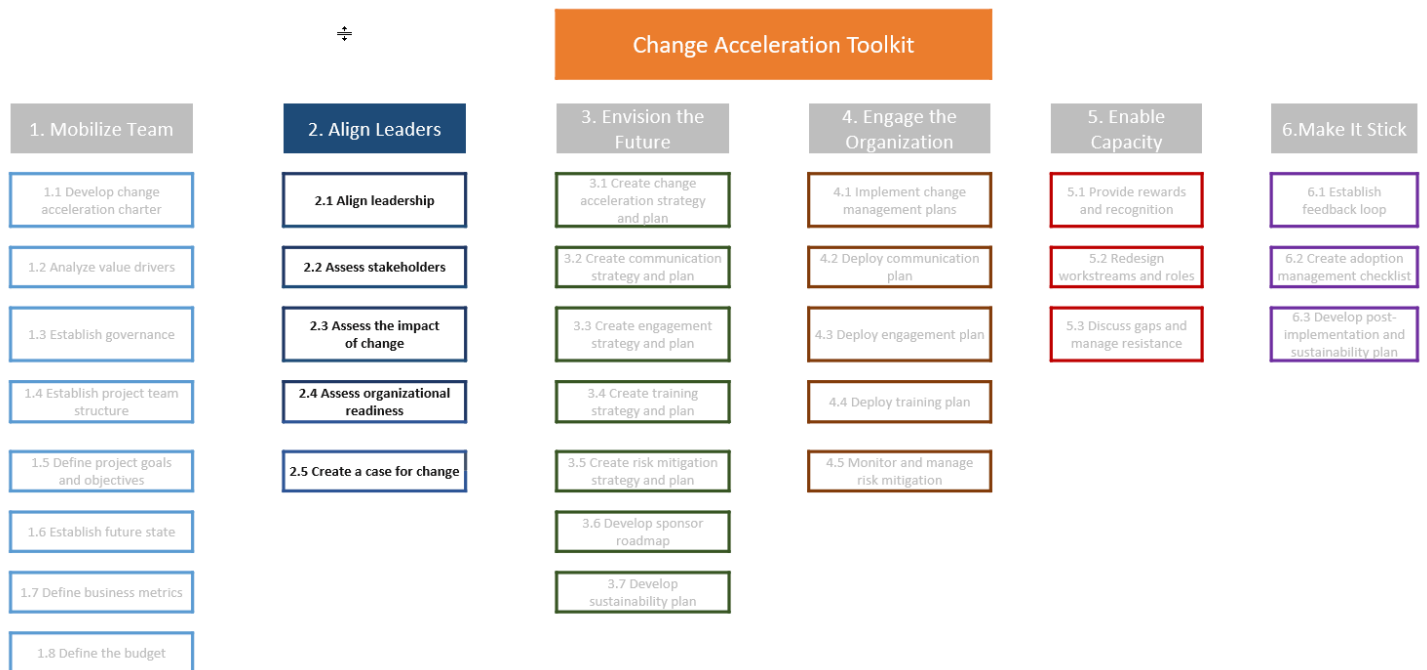 Change Acceleration Toolkit
1. Mobilize Team
1.1 Develop change
acceleration charter
1.2 Analyze value drivers
1.3 Establish governance
1.4 Establish project team
structure
1.5 Define project goals
and objectives
1.6 Establish future state
1.7 Define business metrics
1.8 Define the budget
2. Align Leaders
2.1 Align leadership
2.2 Assess stakeholders
2.3 Assess the impact
of change
2.4 Assess organizational
readiness
2.5 Create a case for change
3. Envision the
Future
3.1 Create change
acceleration strategy
and plan
3.2 Create communication
strategy and plan
3.3 Create engagement
strategy and plan
3.4 Create training
strategy and plan
3.5 Create risk mitigation
strategy and plan
3.6 Develop sponsor
roadmap
3.7 Develop
sustainability plan
4. Engage the
Organization
4.1 Implement change
management plans
4.2 Deploy communication
plan
4.3 Deploy engagement plan
4.4 Deploy training plan
4.5 Monitor and manage
risk mitigation
5. Enable
Capacity
5.1 Provide rewards
and recognition
5.2 Redesign
workstreams and roles
5.3 Discuss gaps and
manage resistance
6.Make It Stick
6.1 Establish
feedback loop
6.2 Create adoption
management checklist
6.3 Develop post-
implementation and
sustainability plan